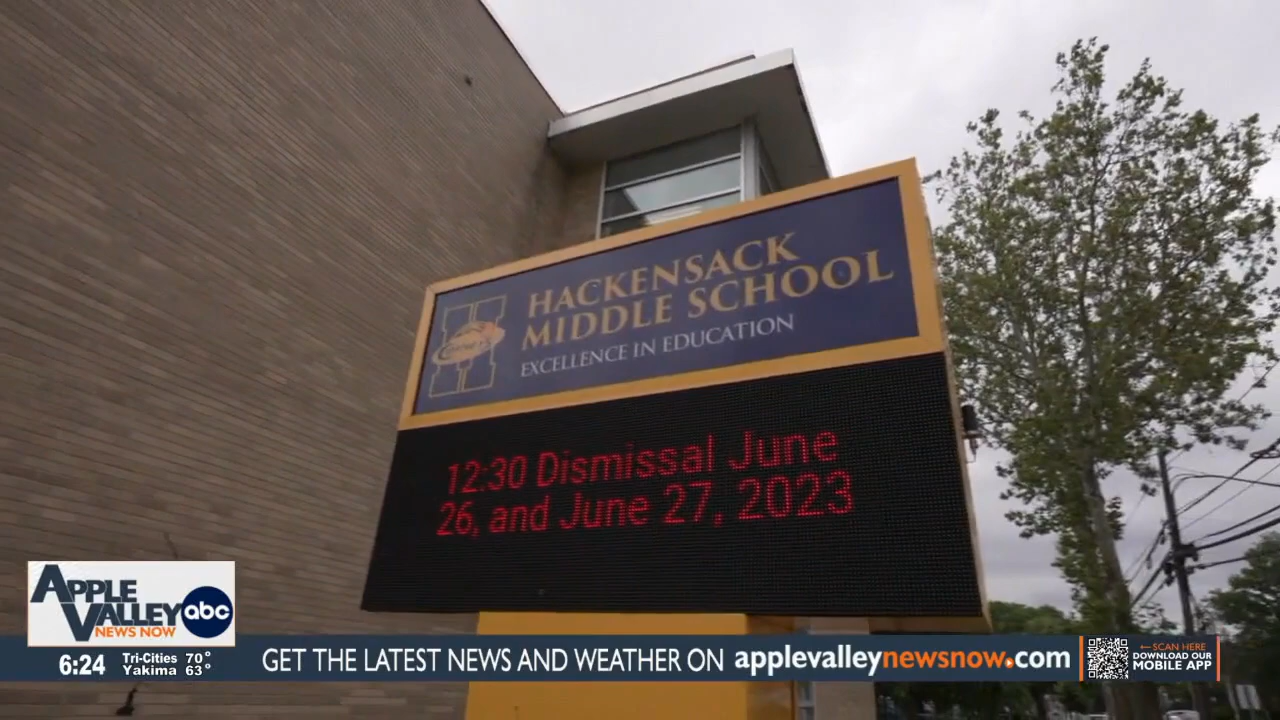 HACKENSACK
MIDDLE SCHOOL
EXCELLENCE IN EDUCATION
12:30 Dismissal June
26, and June 27, 2023
APPLE
VALLEY
NEWS NOW
abc
6:24
Tri-Cities 70°
Yakima 63°
GET THE LATEST NEWS AND WEATHER ON applevalleynewsnow.com
←SCAN HERE
DOWNLOAD OUR
MOBILE APP